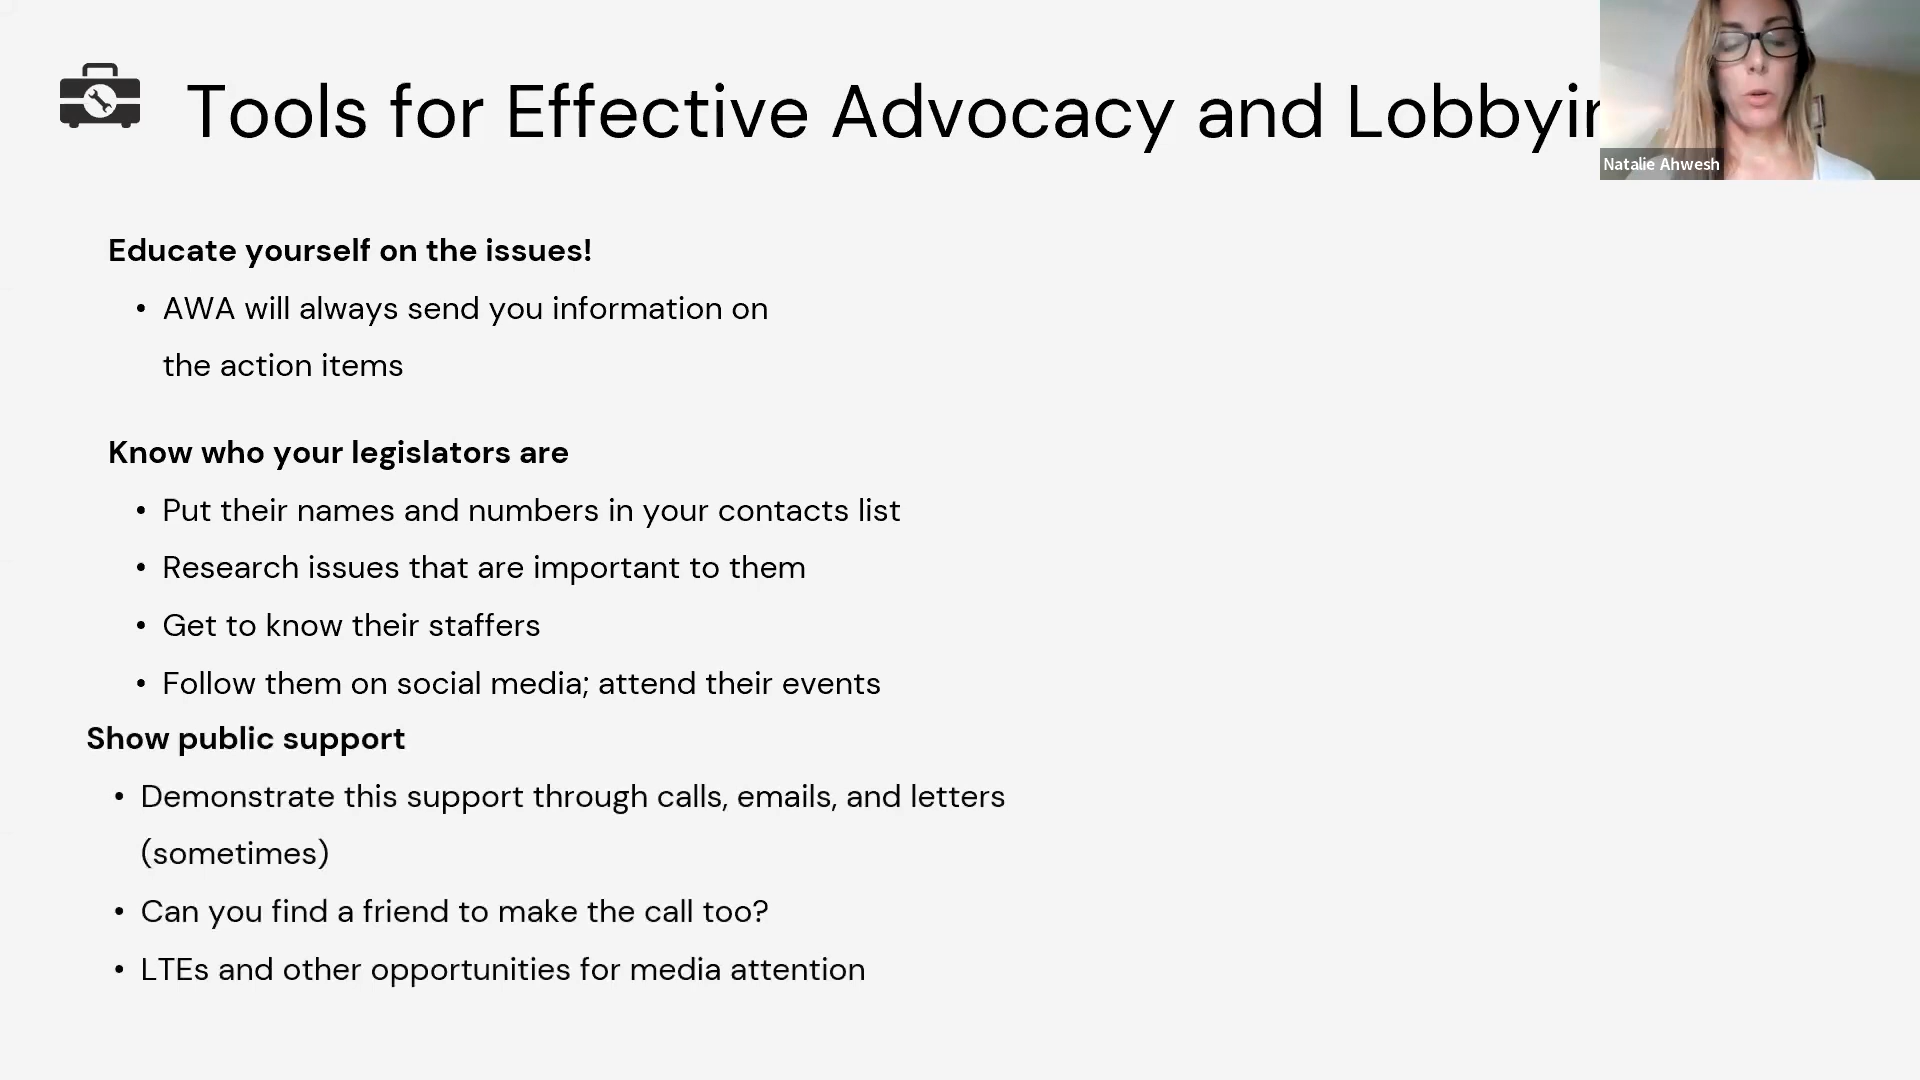 Tools for Effective Advocacy and Lobbyin
Natalie Ahwesh
Educate yourself on the issues!
• AWA will always send you information on
the action items
Know who your legislators are
• Put their names and numbers in your contacts list
• Research issues that are important to them
• Get to know their staffers
• Follow them on social media; attend their events
Show public support
• Demonstrate this support through calls, emails, and letters
(sometimes)
• Can you find a friend to make the call too?
• LTEs and other opportunities for media attention